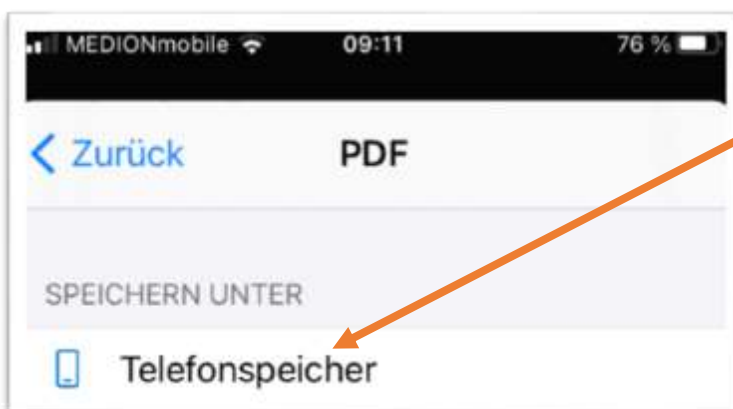 MEDIONmobile 09:11 76 %
Zurück PDF
SPEICHERN UNTER
Telefonspeicher